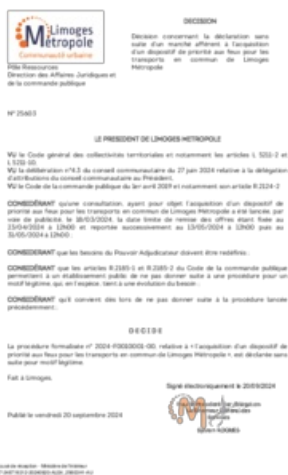 Limoges
Métropole
Communauté urbaine
DECISION
Décision concernant la déclaration sans
suite d'un marché afférent à l'acquisition
d'un dispositif de priorité aux feux pour les
transports en commun de Limoges
Métropole
Pôle Ressources
Direction des Affaires Juridiques et
de la commande publique
N° 25603
LE PRESIDENT DE LIMOGES METROPOLE
VU le Code général des collectivités territoriales et notamment les articles L 5211-2 et
L 5211-10,
VU la délibération n°4.3 du conseil communautaire du 27 juin 2024 relative à la délégation
d'attributions du conseil communautaire au Président,
VU le Code de la commande publique du 1er avril 2019 et notamment son article R.2124-2
CONSIDÉRANT qu'une consultation, ayant pour objet l'acquisition d'un dispositif de
priorité aux feux pour les transports en commun de Limoges Métropole a été lancée, par
voie de publicité, le 18/03/2024, la date limite de remise des offres étant fixée au
23/04/2024 à 12h00 et reportée successivement au 13/05/2024 à 12h00 puis au
31/05/2024 à 12h00 ;
CONSIDERANT que les besoins du Pouvoir Adjudicateur doivent être redéfinis ;
CONSIDÉRANT que les articles R.2185-1 et R.2185-2 du Code de la commande publique
permettent à un établissement public de ne pas donner suite à une procédure pour un
motif légitime, qui, en l'espèce, tient à une évolution du besoin ;
CONSIDÉRANT qu'il convient dès lors de ne pas donner suite à la procédure lancée
précédemment ;
DECIDE
La procédure formalisée n° 2024-F0010001-00, relative à « l'acquisition d'un dispositif de
priorité aux feux pour les transports en commun de Limoges Métropole », est déclarée sans
suite pour motif légitime.
Fait à Limoges,
Signé électroniquement le 20/09/2024
Publié le vendredi 20 septembre 2024